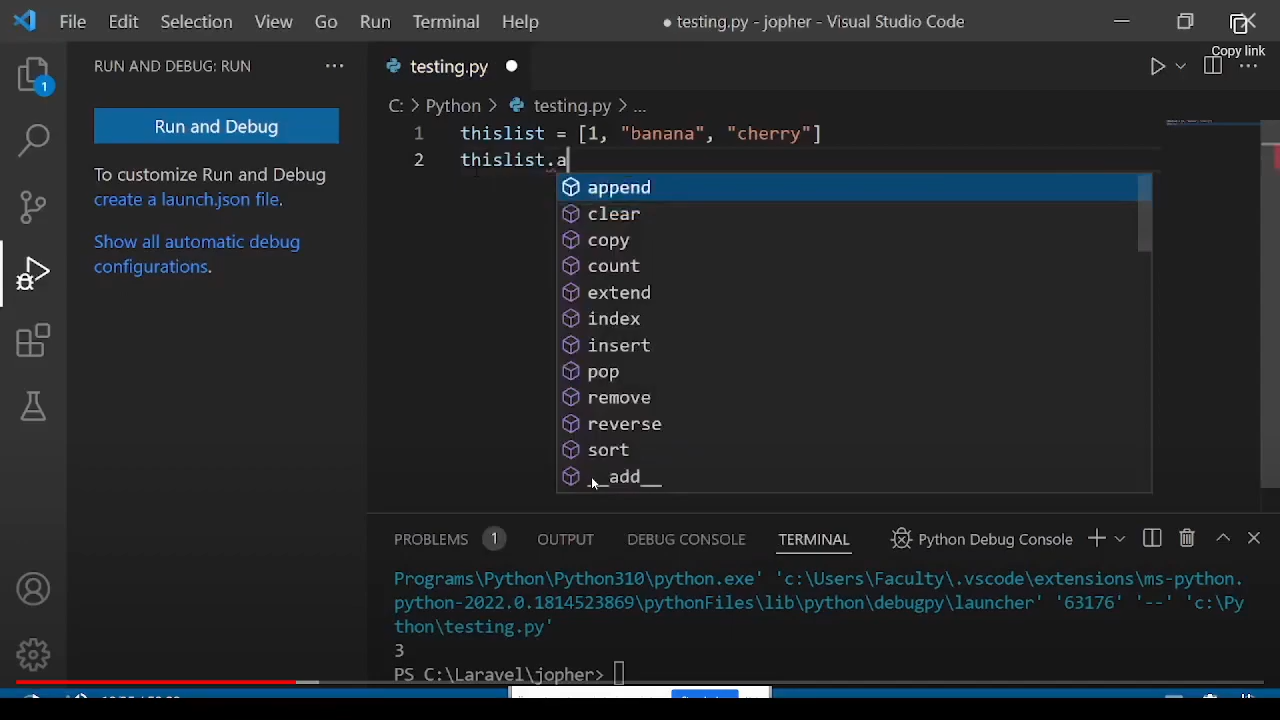 File Edit Selection View Go Run Terminal Help ● testing.py - jopher - Visual Studio Code
Copy link
1
RUN AND DEBUG: RUN ···
Run and Debug
To customize Run and Debug
create a launch.json file.
Show all automatic debug
configurations.
testing.py
C: > Python > testing.py > ...
1 thislist = [1, "banana", "cherry"]
2 thislist.a
append
clear
copy
count
extend
index
insert
pop
remove
reverse
sort
__add__
PROBLEMS 1 OUTPUT DEBUG CONSOLE TERMINAL Python Debug Console
Programs\Python\Python310\python.exe' 'c:\Users\Faculty\.vscode\extensions\ms-python.
python-2022.0.1814523869\pythonFiles\lib\python\debugpy\launcher' '63176' '--' 'c:\Py
thon\testing.py'
3
PS C:\Laravel\jopher>